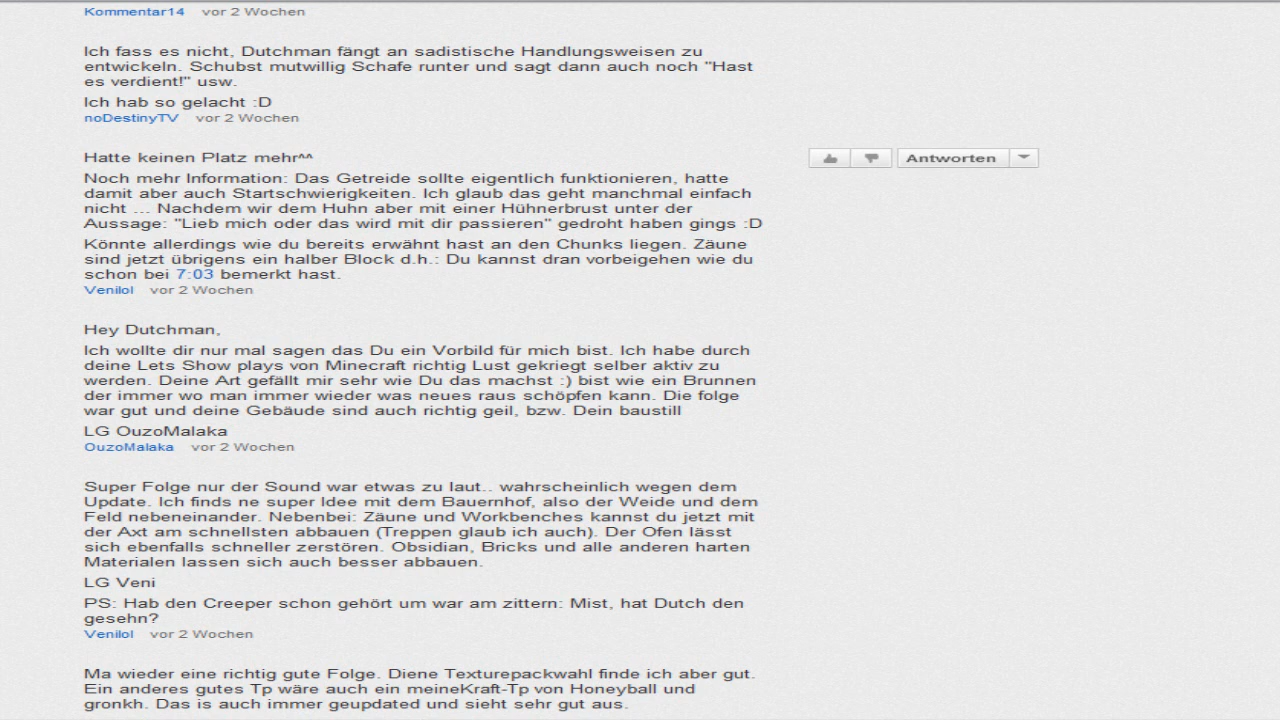 Kommentar14 vor 2 Wochen
Ich fass es nicht, Dutchman fängt an sadistische Handlungsweisen zu
entwickeln. Schubst mutwillig Schafe runter und sagt dann auch noch "Hast
es verdient!" usw.
Ich hab so gelacht :D
noDestinyTV vor 2 Wochen
Hatte keinen Platz mehr^^
Antworten
Noch mehr Information: Das Getreide sollte eigentlich funktionieren, hatte
damit aber auch Startschwierigkeiten. Ich glaub das geht manchmal einfach
nicht ... Nachdem wir dem Huhn aber mit einer Hühnerbrust unter der
Aussage: "Lieb mich oder das wird mit dir passieren" gedroht haben gings :D
Könnte allerdings wie du bereits erwähnt hast an den Chunks liegen. Zäune
sind jetzt übrigens ein halber Block d.h.: Du kannst dran vorbeigehen wie du
schon bei 7:03 bemerkt hast.
Venilol vor 2 Wochen
Hey Dutchman,
Ich wollte dir nur mal sagen das Du ein Vorbild für mich bist. Ich habe durch
deine Lets Show plays von Minecraft richtig Lust gekriegt selber aktiv zu
werden. Deine Art gefällt mir sehr wie Du das machst :) bist wie ein Brunnen
der immer wo man immer wieder was neues raus schöpfen kann. Die folge
war gut und deine Gebäude sind auch richtig geil, bzw. Dein baustill
LG OuzoMalaka
OuzoMalaka vor 2 Wochen
Super Folge nur der Sound war etwas zu laut.. wahrscheinlich wegen dem
Update. Ich finds ne super Idee mit dem Bauernhof, also der Weide und dem
Feld nebeneinander. Nebenbei: Zäune und Workbenches kannst du jetzt mit
der Axt am schnellsten abbauen (Treppen glaub ich auch). Der Ofen lässt
sich ebenfalls schneller zerstören. Obsidian, Bricks und alle anderen harten
Materialen lassen sich auch besser abbauen.
LG Veni
PS: Hab den Creeper schon gehört um war am zittern: Mist, hat Dutch den
gesehn?
Venilol vor 2 Wochen
Ma wieder eine richtig gute Folge. Diene Texturepackwahl finde ich aber gut.
Ein anderes gutes Tp wäre auch ein meineKraft-Tp von Honeyball und
gronkh. Das is auch immer geupdated und sieht sehr gut aus.